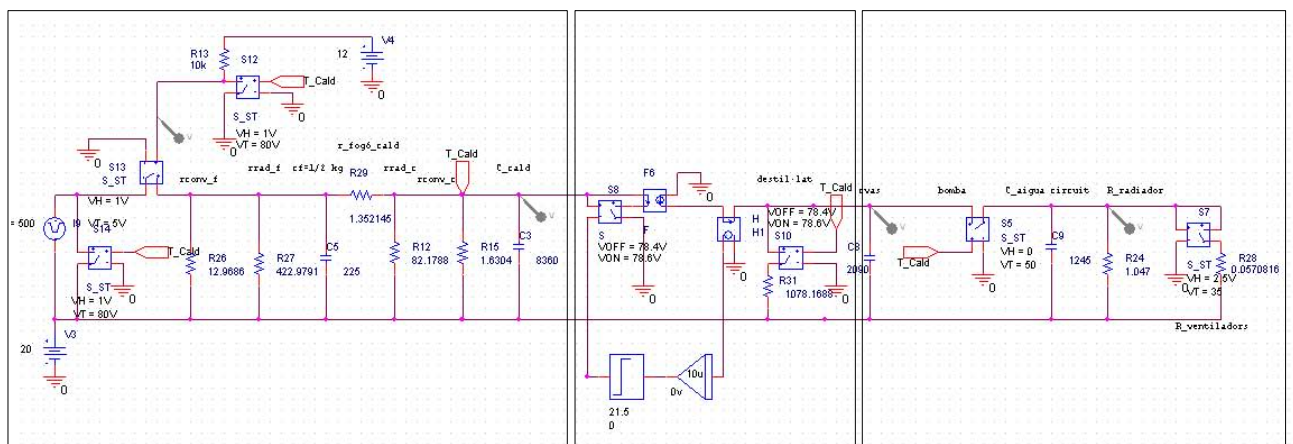 V4
R13
10k
S12
12
T_Cald
0
0
0
S_ST
VH = 1V
VT = 80V
r_fogó_cald
T_Cald
0
S13
S_ST
VH = 1V
VT = 5V
rconv_f
rrad_f
cf=1/2 kg
R29
1.352145
rrad_c
rconv_c
C_cald
= 500
I9
S14
T_Cald
0
S_ST
VH = 1V
VT = 80V
R26
12.9686
R27
422.9791
C5
225
R12
82.1788
R15
1.6304
C3
8360
V3
20
0
F6
0
S8
S
VOFF = 78.4V
VON = 78.6V
F
0
destil·lat
T_Cald
H
H1
0
VOFF = 78.4V
VON = 78.6V
S10
0
R31
1078.1688
21.5
0
10u
0v
rvas
C8
2090
bomba
S5
S_ST
VH = 0
VT = 50
T_Cald
0
C_aigua circuit
C9
1245
R_radiador
R24
1.047
S7
S_ST
VH = 2.5V
VT = 35
0
R28
0.0570816
R_ventiladors